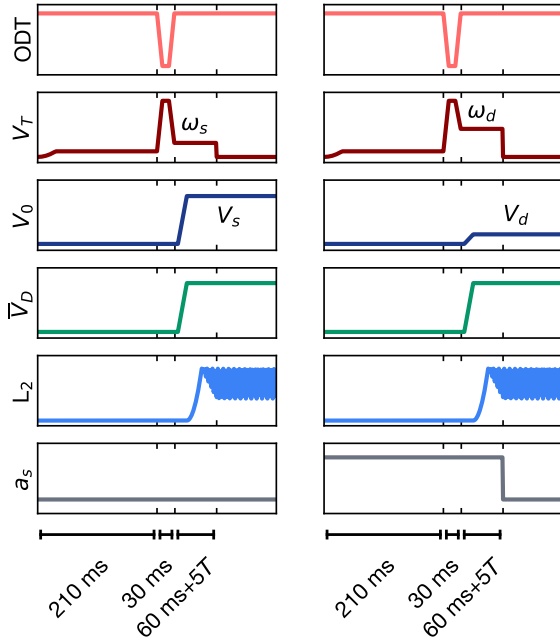 ODT
V_T
ω_s
ω_d
V_0
V_s
V_d
V̅_D
L_2
a_s
210 ms
30 ms
60 ms+5T
210 ms
30 ms
60 ms+5T